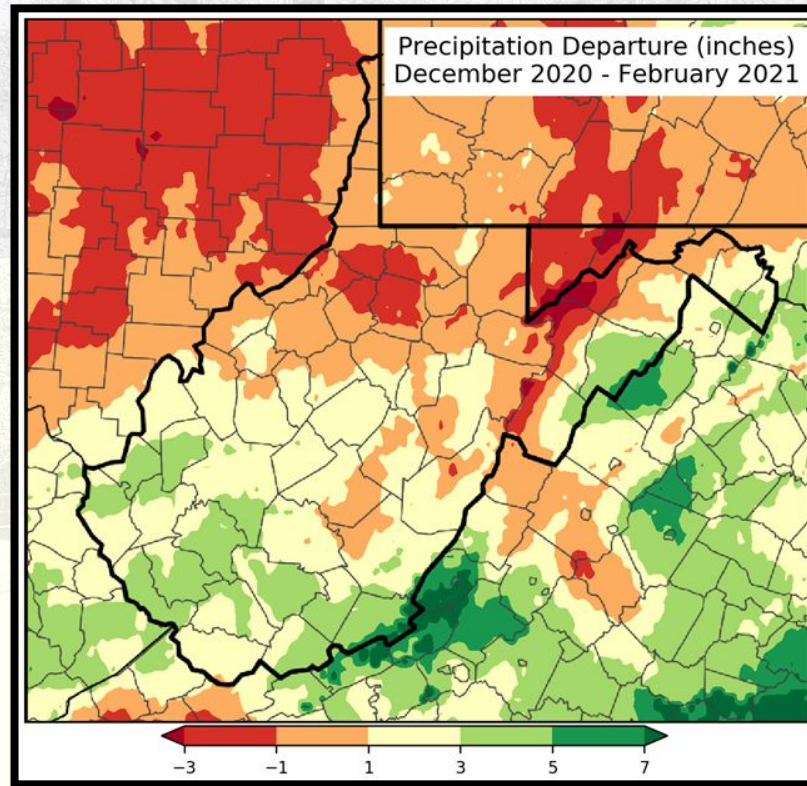 Precipitation Departure (inches)
December 2020 - February 2021
−3 −1 1 3 5 7